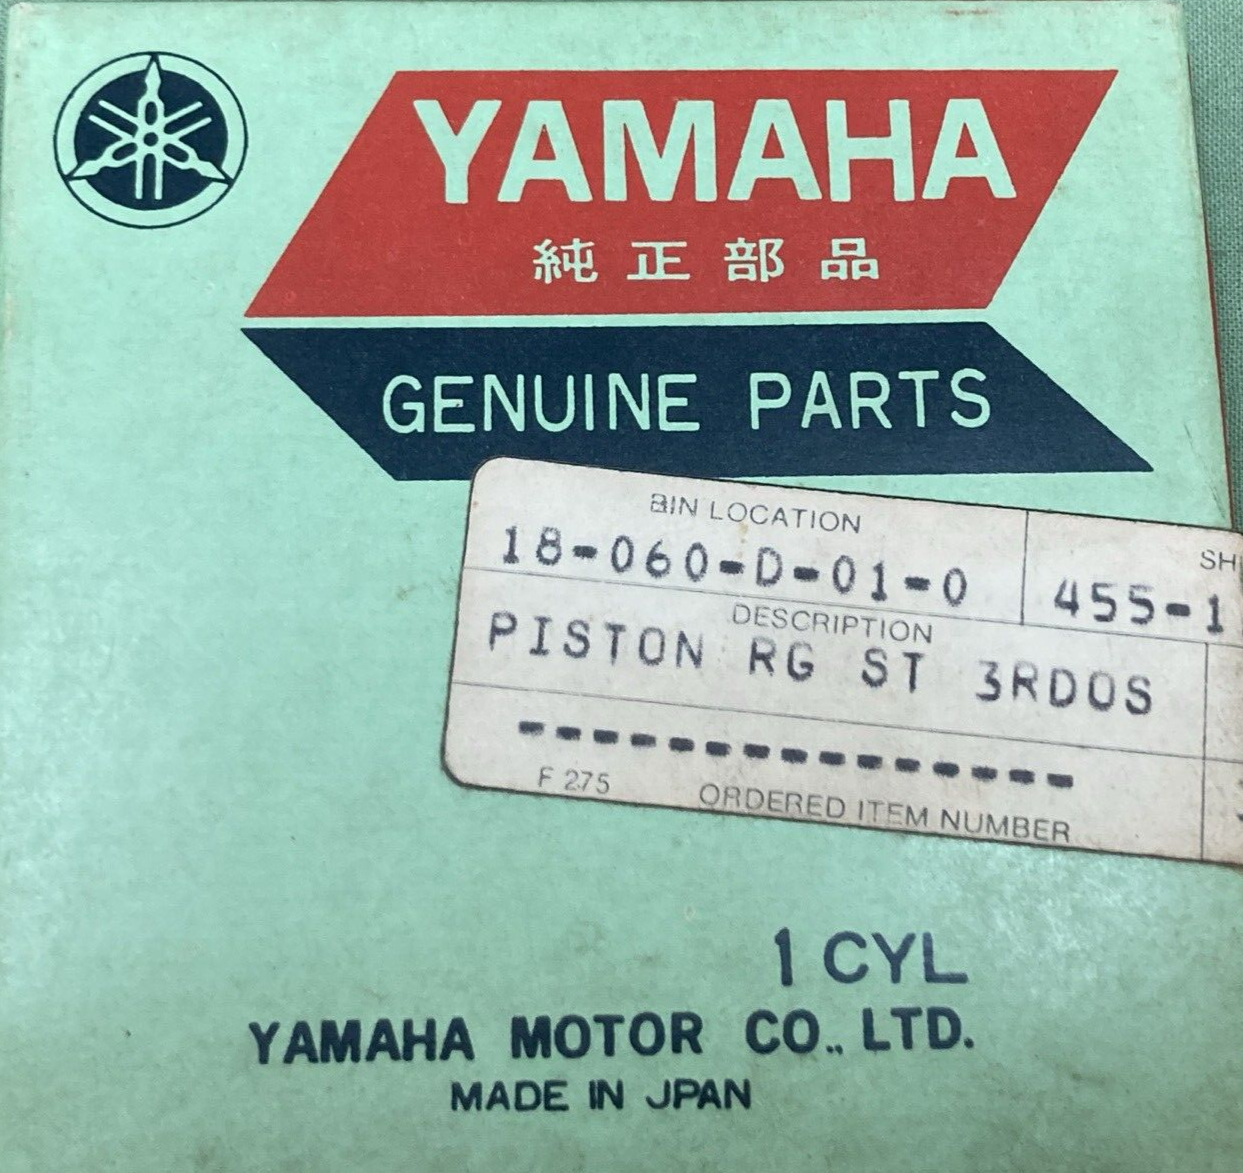 YAMAHA
純正部品
GENUINE PARTS
BIN LOCATION
18-060-D-01-0
455-1
DESCRIPTION
PISTON RG ST 3RDOS
---------------
F 275 ORDERED ITEM NUMBER
1 CYL
YAMAHA MOTOR CO., LTD.
MADE IN JPAN